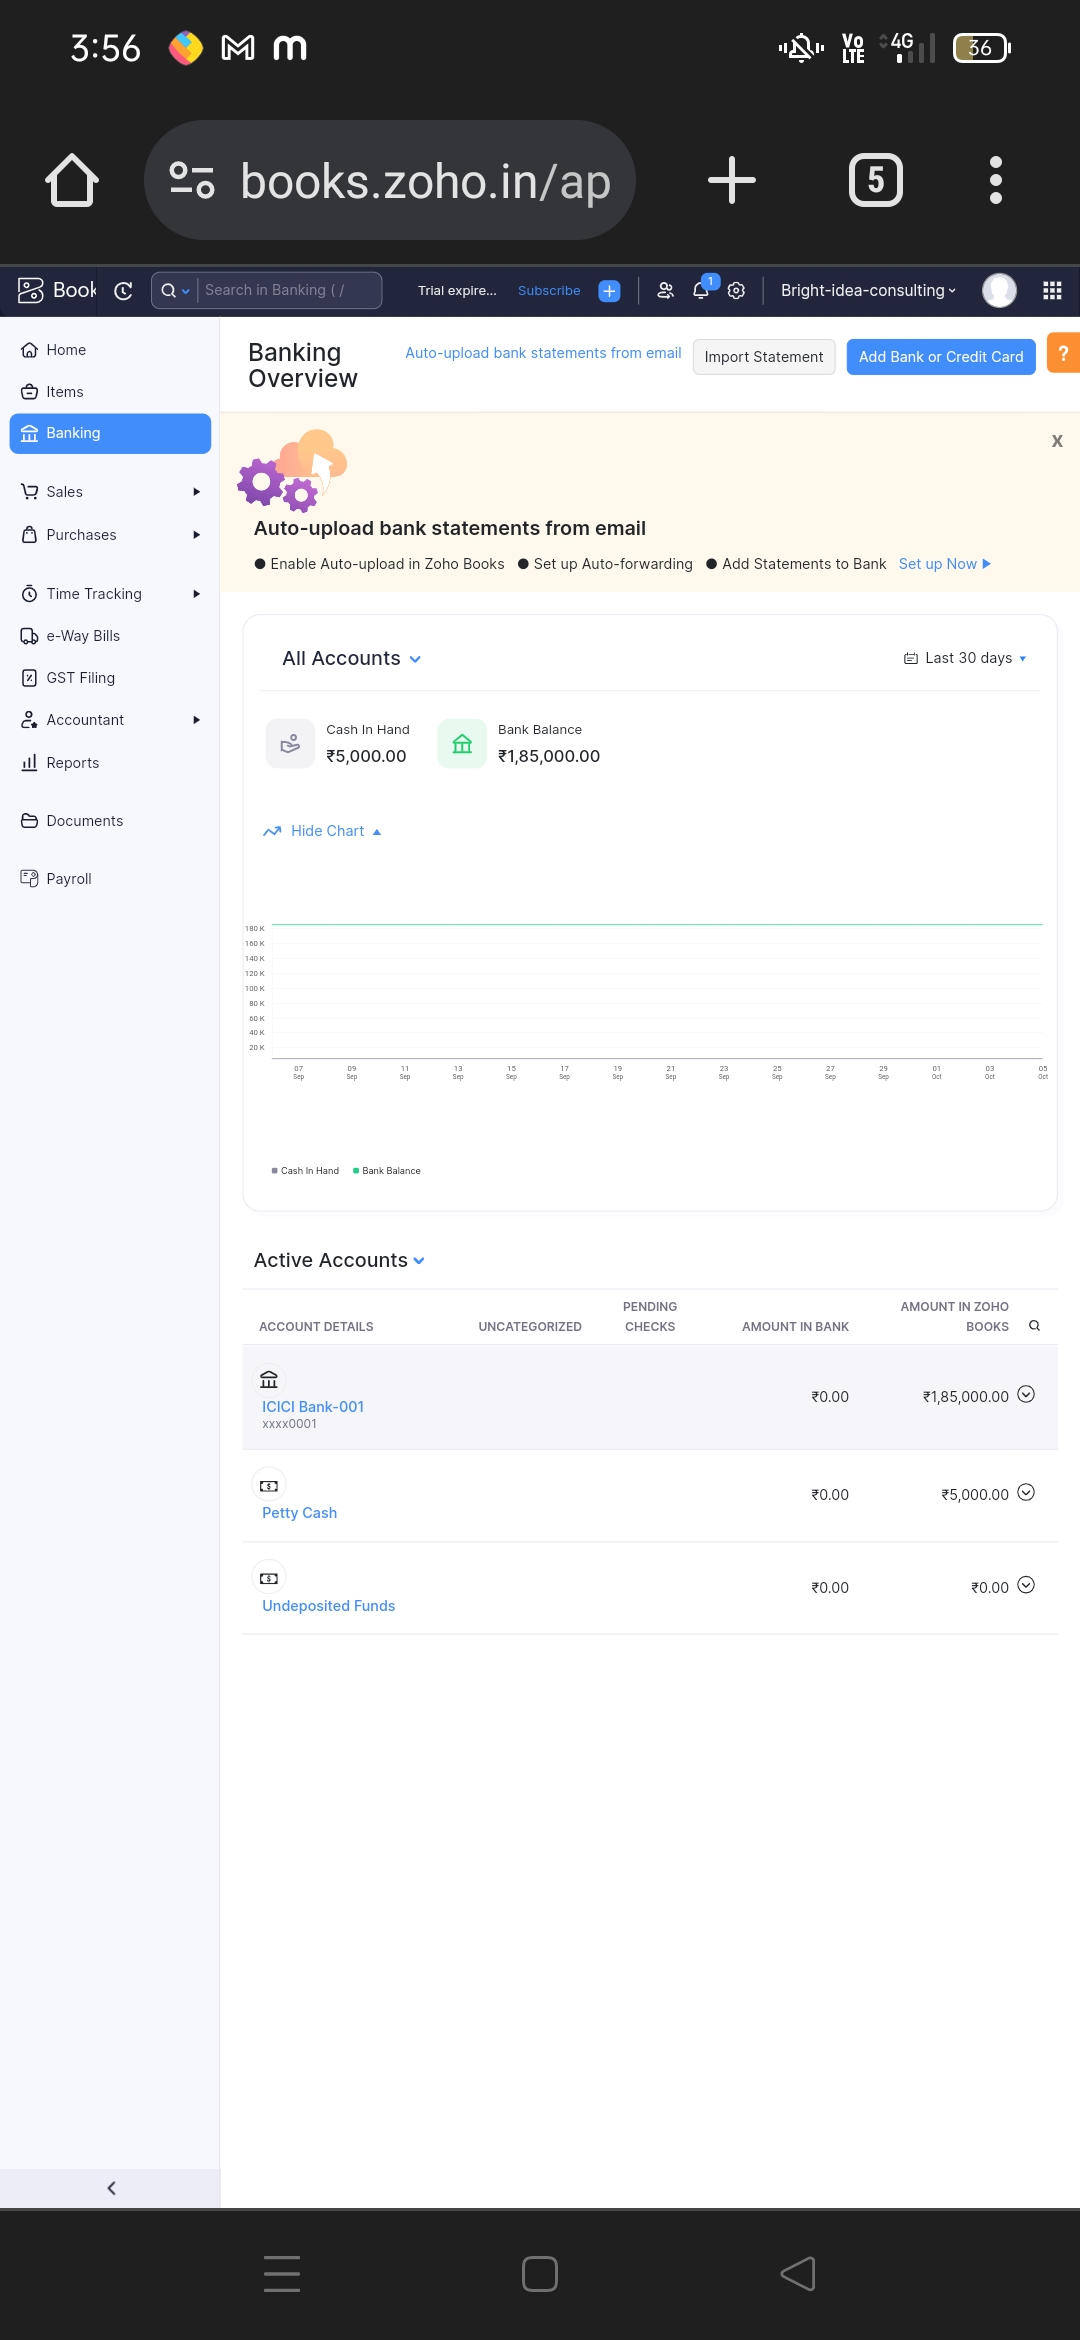 3:56
Vo LTE 4G 36
books.zoho.in/ap
5
Book
Search in Banking ( /
Trial expire...
Subscribe
1
Bright-idea-consulting
Home
Items
Banking
Sales
Purchases
Time Tracking
e-Way Bills
GST Filing
Accountant
Reports
Documents
Payroll
Banking
Overview
Auto-upload bank statements from email
Import Statement
Add Bank or Credit Card
?
X
Auto-upload bank statements from email
● Enable Auto-upload in Zoho Books ● Set up Auto-forwarding ● Add Statements to Bank Set up Now
All Accounts
Last 30 days
Cash In Hand
₹5,000.00
Bank Balance
₹1,85,000.00
Hide Chart
180 K
160 K
140 K
120 K
100 K
80 K
60 K
40 K
20 K
07 Sep
09 Sep
11 Sep
13 Sep
15 Sep
17 Sep
19 Sep
21 Sep
23 Sep
25 Sep
27 Sep
29 Sep
01 Oct
03 Oct
05 Oct
Cash In Hand
Bank Balance
Active Accounts
ACCOUNT DETAILS
UNCATEGORIZED
PENDING CHECKS
AMOUNT IN BANK
AMOUNT IN ZOHO BOOKS
ICICI Bank-001
xxxx0001
₹0.00
₹1,85,000.00
Petty Cash
₹0.00
₹5,000.00
Undeposited Funds
₹0.00
₹0.00